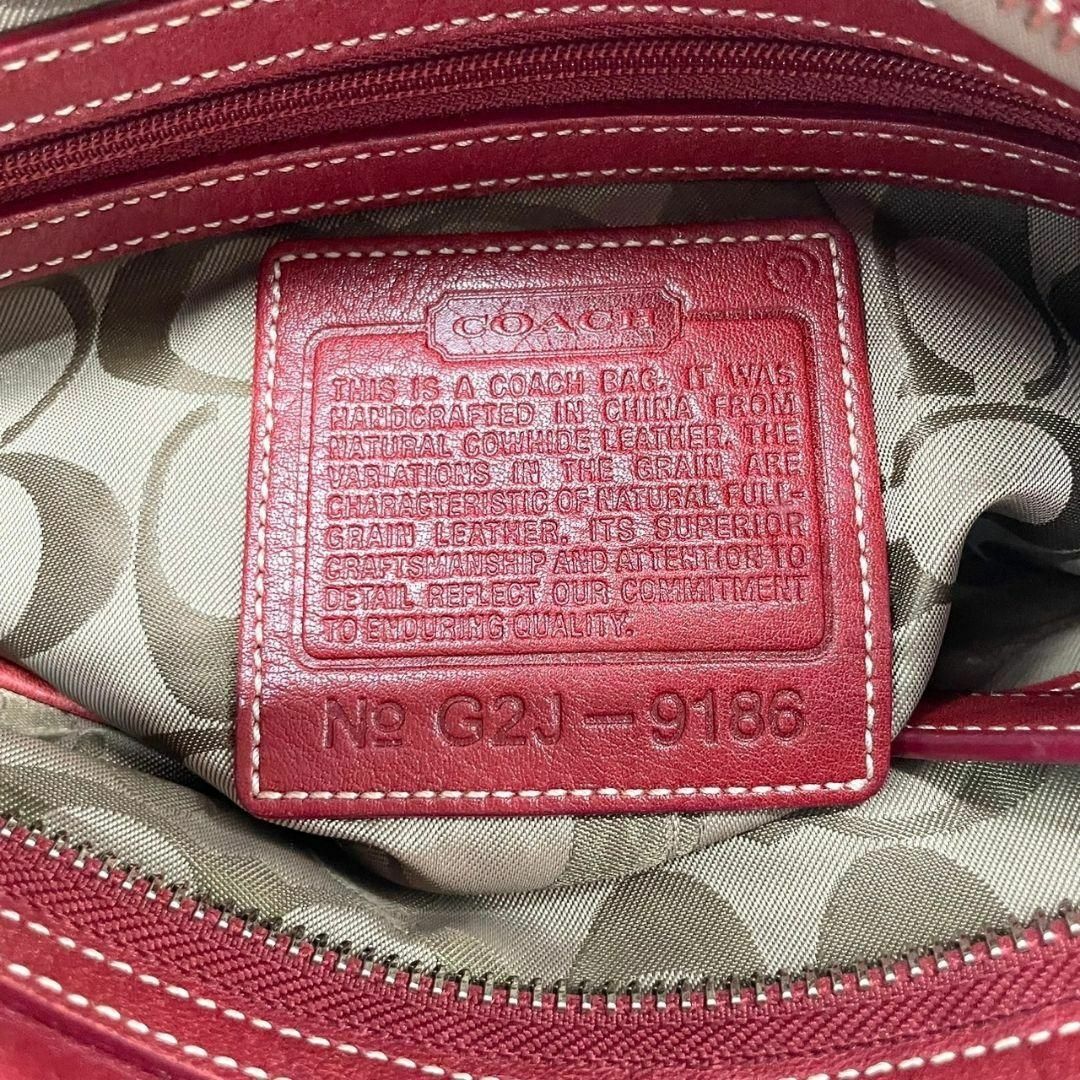 COACH
THIS IS A COACH BAG. IT WAS
HANDCRAFTED IN CHINA FROM
NATURAL COWHIDE LEATHER. THE
VARIATIONS IN THE GRAIN ARE
CHARACTERISTIC OF NATURAL FULL-
GRAIN LEATHER. ITS SUPERIOR
CRAFTSMANSHIP AND ATTENTION TO
DETAIL REFLECT OUR COMMITMENT
TO ENDURING QUALITY.
No G2J-9186